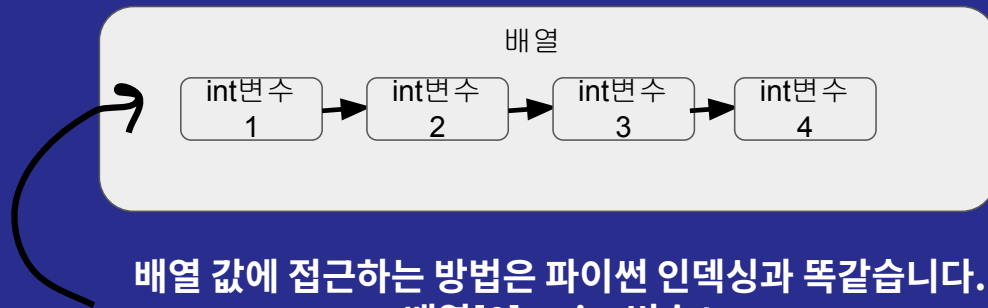 배열
int변수
1
int변수
2
int변수
3
int변수
4
배열 값에 접근하는 방법은 파이썬 인덱싱과 똑같습니다.